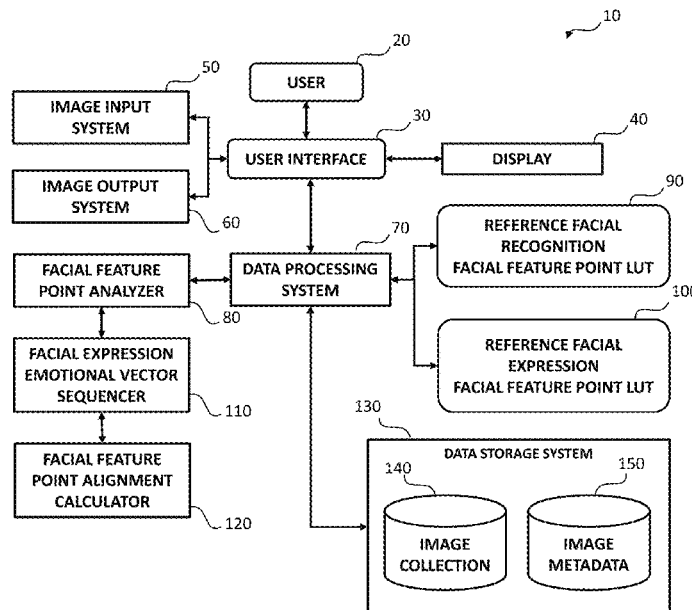 10
20
50
USER
30
40
IMAGE INPUT
SYSTEM
USER INTERFACE
DISPLAY
IMAGE OUTPUT
SYSTEM
60
70
90
REFERENCE FACIAL
RECOGNITION
FACIAL FEATURE POINT LUT
FACIAL FEATURE
POINT ANALYZER
DATA PROCESSING
SYSTEM
80
100
REFERENCE FACIAL
EXPRESSION
FACIAL FEATURE POINT LUT
FACIAL EXPRESSION
EMOTIONAL VECTOR
SEQUENCER
110
130
DATA STORAGE SYSTEM
FACIAL FEATURE
POINT ALIGNMENT
CALCULATOR
120
140
150
IMAGE
COLLECTION
IMAGE
METADATA